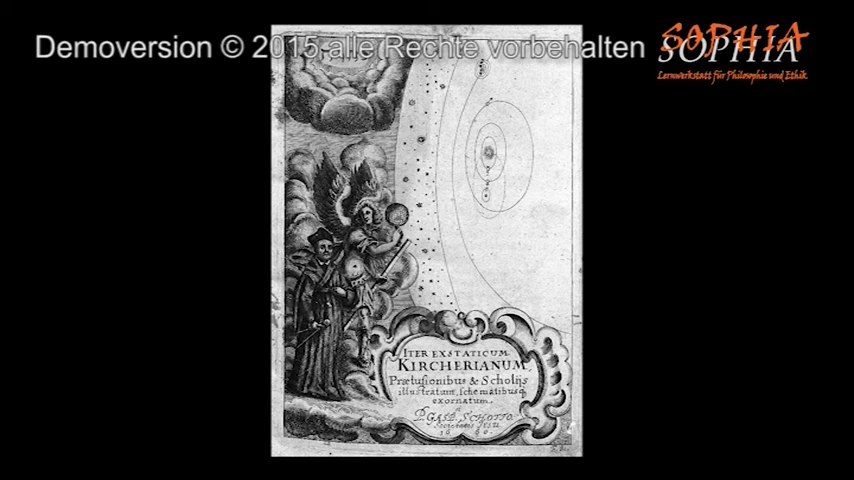 Demoversion © 2015,alle Rechte vorbehalten
SOPHIA
SOPHIA
Lernwerkstatt für Philosophie und Ethik
ITER EXSTATICUM
KIRCHERIANUM,
Prælusionibus & Scholijs
illustratum, schematibusq.
exornatum.
P. GASP. SCHOTTO
Societatis IESU.